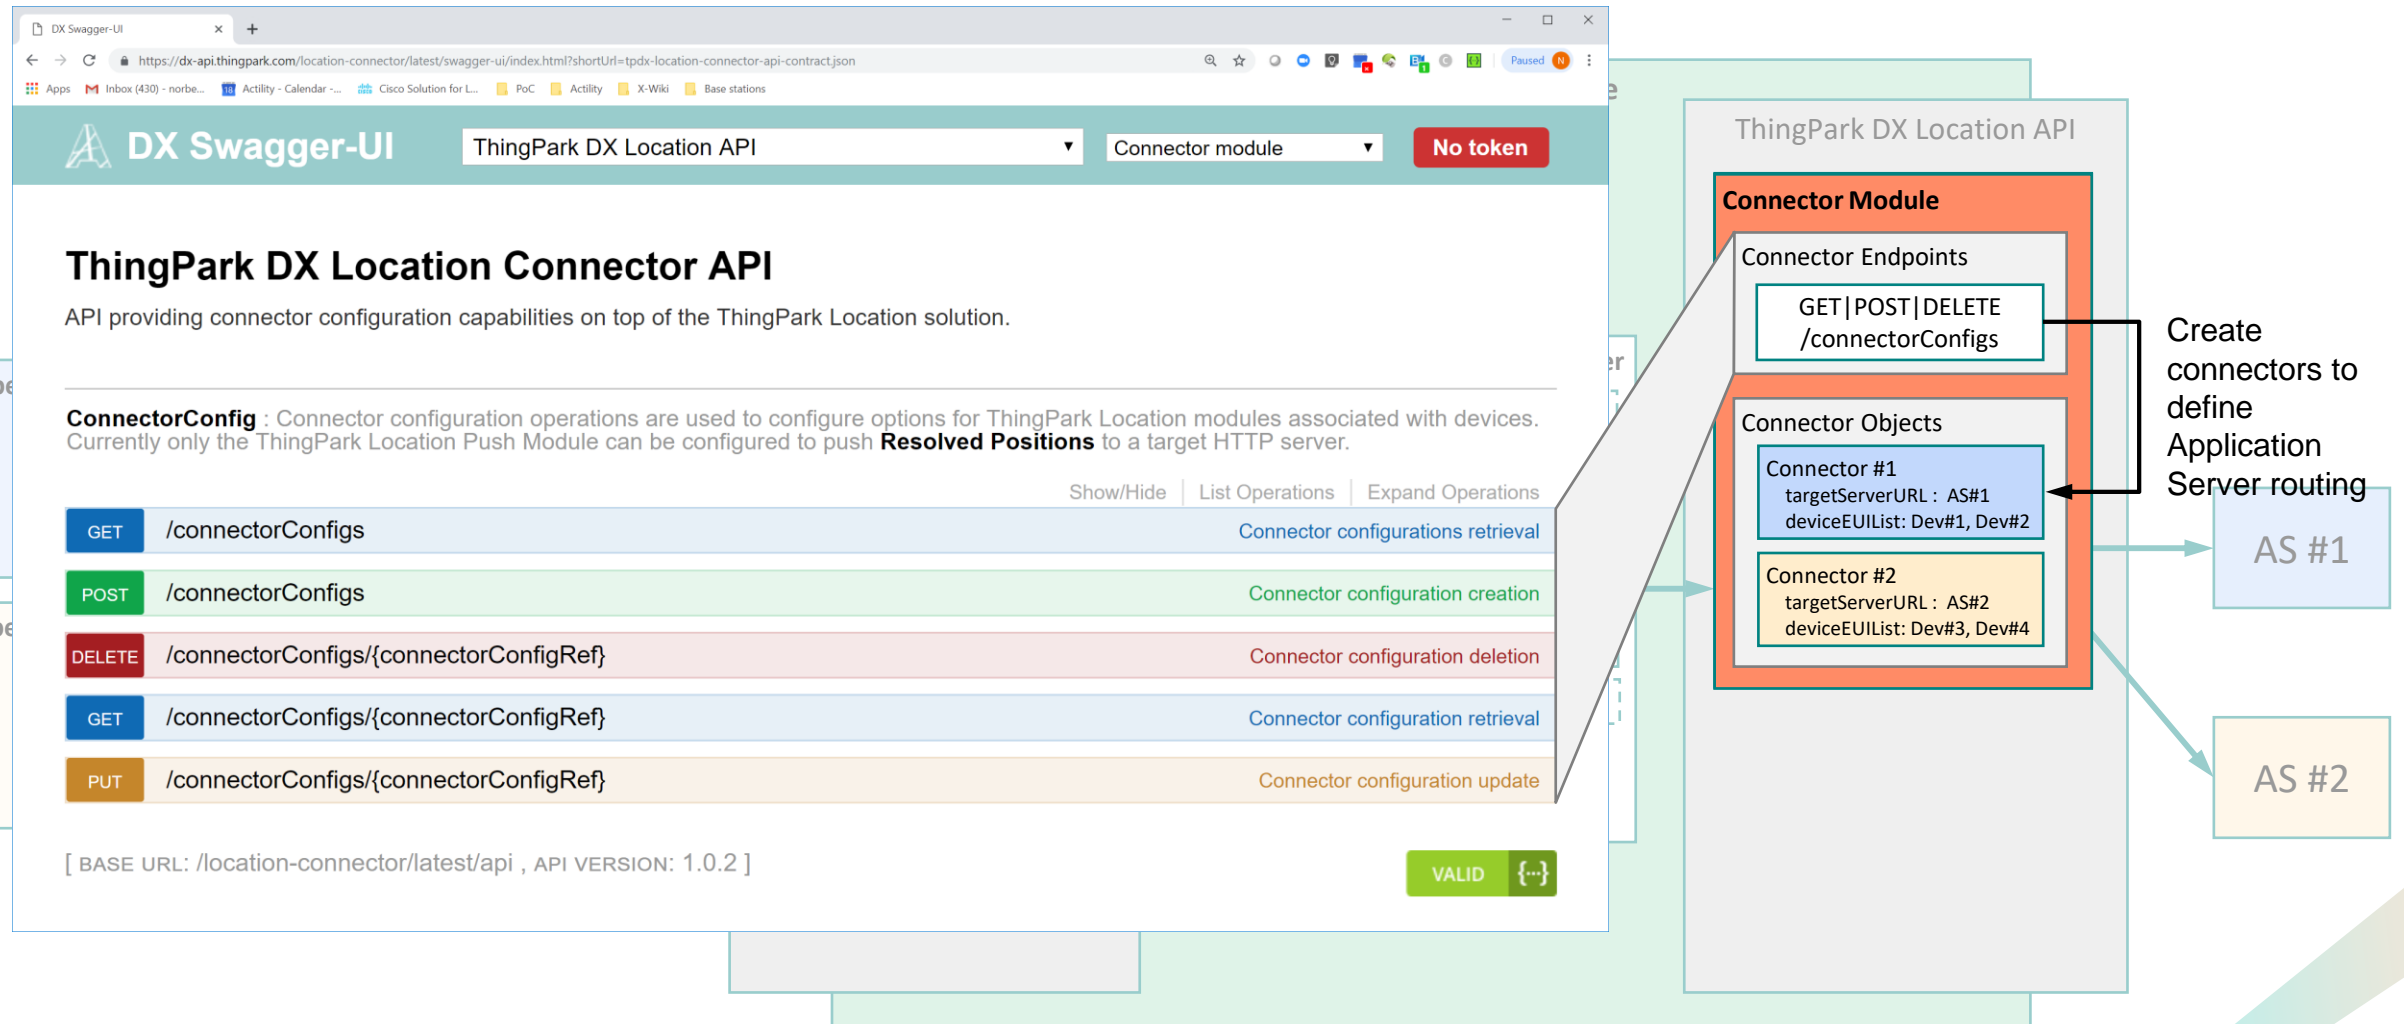 DX Swagger-UI
https://dx-api.thingpark.com/location-connector/latest/swagger-ui/index.html?shortUrl=tpdx-location-connector-api-contract.json
Paused N
Apps Inbox (430) - norbe... 18 Actility - Calendar -... Cisco Solution for L... PoC Actility X-Wiki Base stations
DX Swagger-UI ThingPark DX Location API Connector module No token
ThingPark DX Location Connector API
API providing connector configuration capabilities on top of the ThingPark Location solution.
ConnectorConfig : Connector configuration operations are used to configure options for ThingPark Location modules associated with devices.
Currently only the ThingPark Location Push Module can be configured to push Resolved Positions to a target HTTP server.
Show/Hide List Operations Expand Operations
GET /connectorConfigs Connector configurations retrieval
POST /connectorConfigs Connector configuration creation
DELETE /connectorConfigs/{connectorConfigRef} Connector configuration deletion
GET /connectorConfigs/{connectorConfigRef} Connector configuration retrieval
PUT /connectorConfigs/{connectorConfigRef} Connector configuration update
[ BASE URL: /location-connector/latest/api , API VERSION: 1.0.2 ]
VALID {···}
ThingPark DX Location API
Connector Module
Connector Endpoints
GET|POST|DELETE
/connectorConfigs
Connector Objects
Connector #1
targetServerURL : AS#1
deviceEUIList: Dev#1, Dev#2
Connector #2
targetServerURL : AS#2
deviceEUIList: Dev#3, Dev#4
Create
connectors to
define
Application
Server routing
AS #1
AS #2